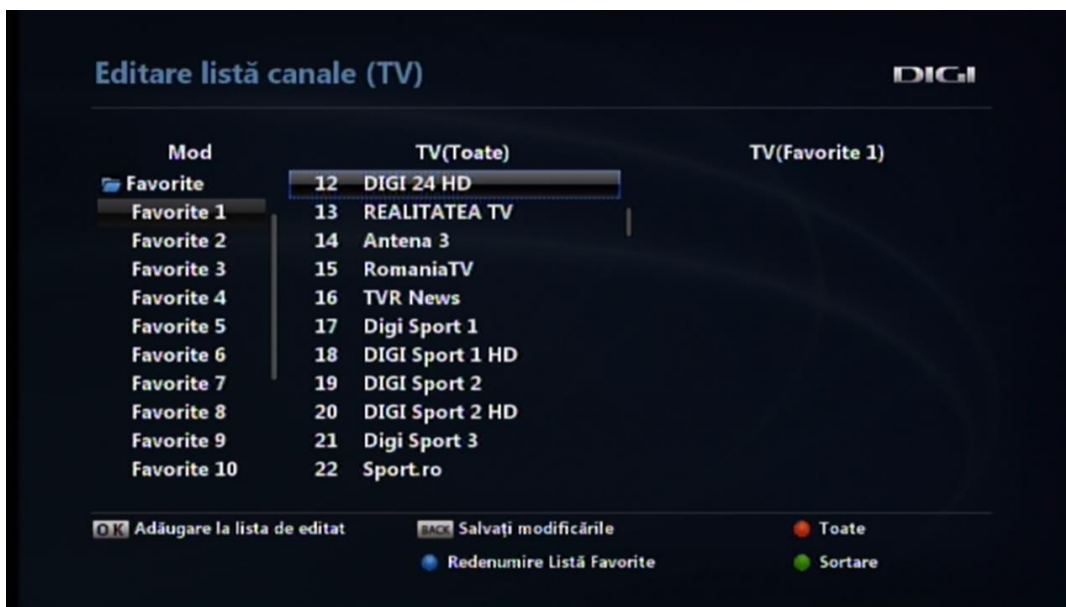 Editare listă canale (TV)
DIGI
Mod
TV(Toate)
TV(Favorite 1)
Favorite
12 DIGI 24 HD
Favorite 1
13 REALITATEA TV
Favorite 2
14 Antena 3
Favorite 3
15 RomaniaTV
Favorite 4
16 TVR News
Favorite 5
17 Digi Sport 1
Favorite 6
18 DIGI Sport 1 HD
Favorite 7
19 DIGI Sport 2
Favorite 8
20 DIGI Sport 2 HD
Favorite 9
21 Digi Sport 3
Favorite 10
22 Sport.ro
OK Adăugare la lista de editat
BACK Salvați modificările
Toate
Redenumire Listă Favorite
Sortare